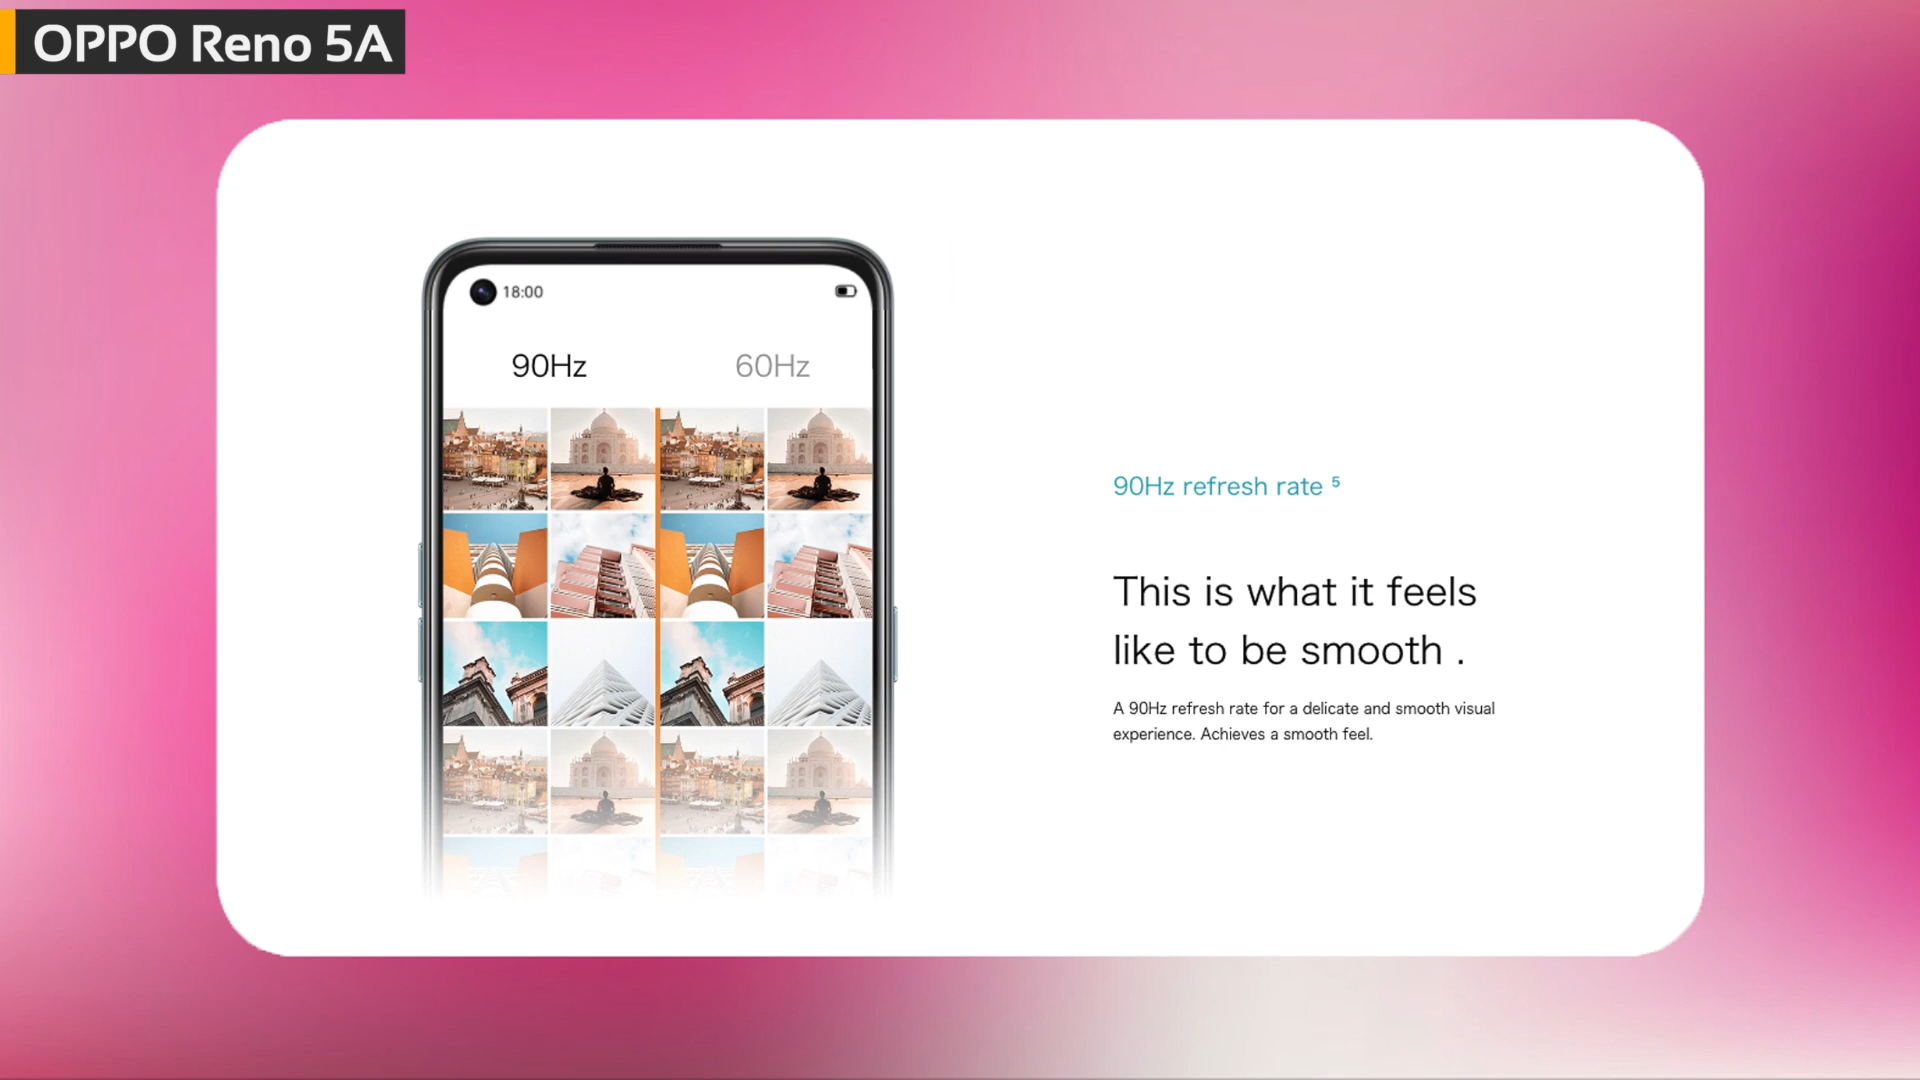 OPPO Reno 5A
18:00
90Hz 60Hz
90Hz refresh rate ⁵
This is what it feels
like to be smooth .
A 90Hz refresh rate for a delicate and smooth visual
experience. Achieves a smooth feel.